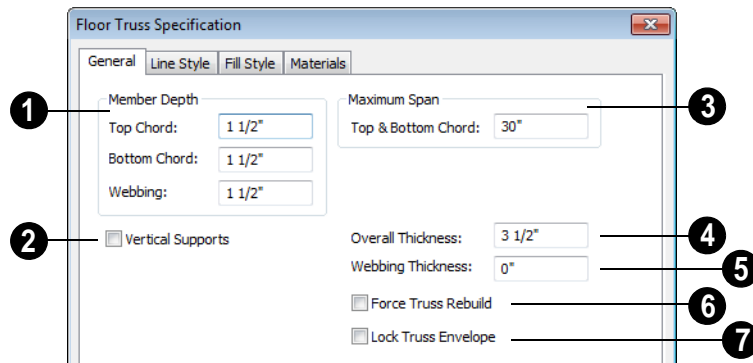 Floor Truss Specification
General Line Style Fill Style Materials
1 Member Depth
Top Chord: 1 1/2"
Bottom Chord: 1 1/2"
Webbing: 1 1/2"
Maximum Span 3
Top & Bottom Chord: 30"
2 Vertical Supports
Overall Thickness: 3 1/2" 4
Webbing Thickness: 0" 5
Force Truss Rebuild 6
Lock Truss Envelope 7